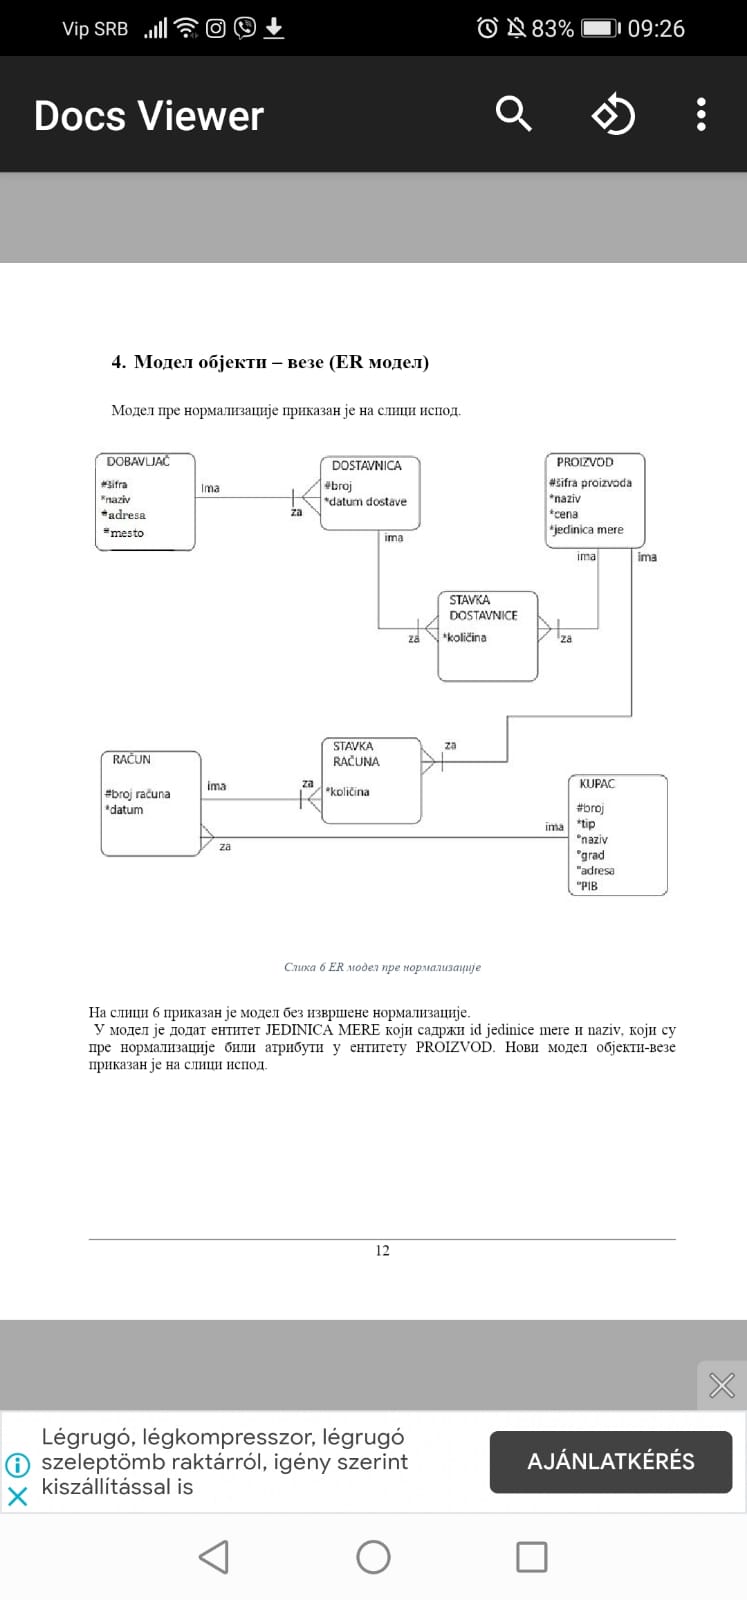 Vip SRB
83%
09:26
Docs Viewer
4. Модел објекти – везе (ER модел)
Модел пре нормализације приказан је на слици испод.
DOBAVLJAČ
#šifra
*naziv
*adresa
*mesto
Ima
za
DOSTAVNICA
#broj
*datum dostave
ima
PROIZVOD
#šifra proizvoda
*naziv
*cena
*jedinica mere
ima
ima
STAVKA
DOSTAVNICE
*količina
za
za
RAČUN
#broj računa
*datum
ima
za
za
STAVKA
RAČUNA
*količina
za
KUPAC
#broj
*tip
*naziv
*grad
*adresa
*PIB
ima
Слика 6 ER модел пре нормализације
На слици 6 приказан је модел без извршене нормализације.
У модел је додат ентитет JEDINICA MERE који садржи id jedinice mere и naziv, који су
пре нормализације били атрибути у ентитету PROIZVOD. Нови модел објекти-везе
приказан је на слици испод.
12
Légrugó, légkompresszor, légrugó
szeleptömb raktárról, igény szerint
kiszállítással is
AJÁNLATKÉRÉS